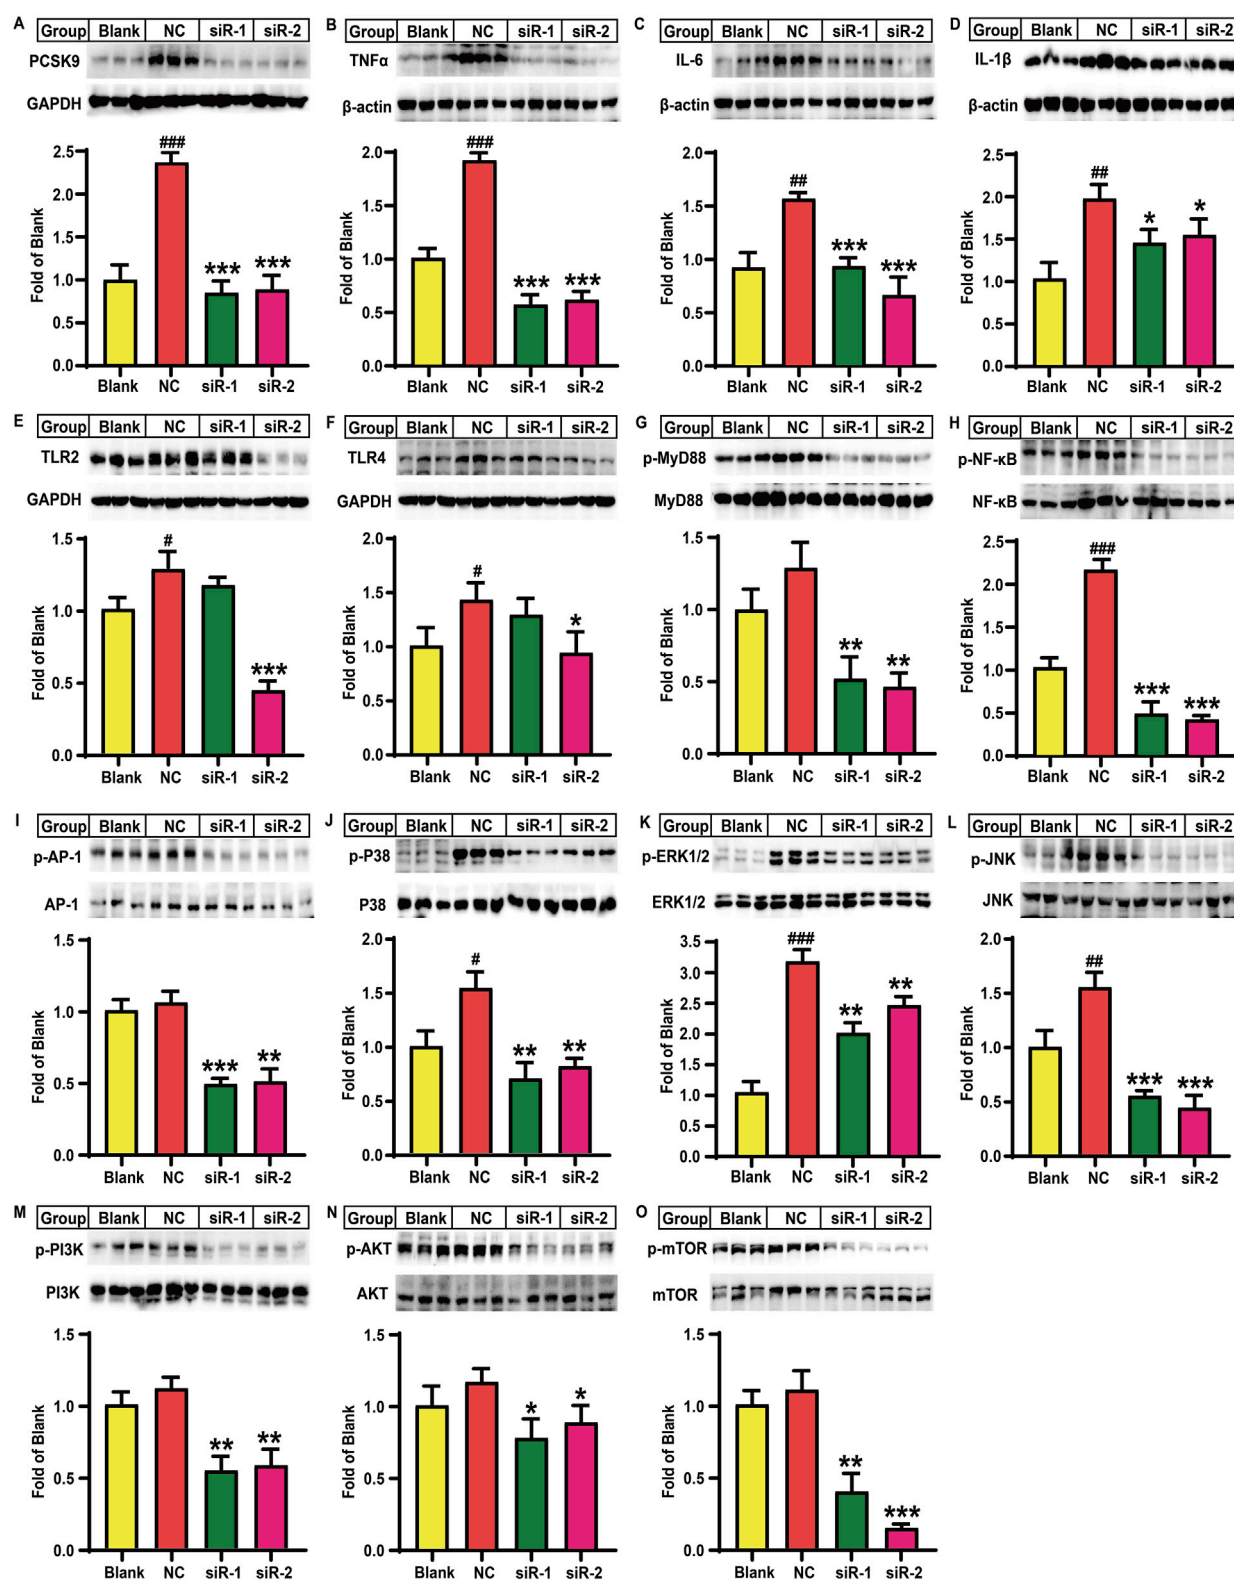 A Group Blank NC siR-1 siR-2
PCSK9
GAPDH
###
*** ***
Fold of Blank
2.5
2.0
1.5
1.0
0.5
0.0
Blank NC siR-1 siR-2
B Group Blank NC siR-1 siR-2
TNFα
β-actin
###
*** ***
Fold of Blank
2.0
1.5
1.0
0.5
0.0
Blank NC siR-1 siR-2
C Group Blank NC siR-1 siR-2
IL-6
β-actin
##
*** ***
Fold of Blank
2.0
1.5
1.0
0.5
0.0
Blank NC siR-1 siR-2
D Group Blank NC siR-1 siR-2
IL-1β
β-actin
##
* *
Fold of Blank
2.5
2.0
1.5
1.0
0.5
0.0
Blank NC siR-1 siR-2
E Group Blank NC siR-1 siR-2
TLR2
GAPDH
#
***
Fold of Blank
1.5
1.0
0.5
0.0
Blank NC siR-1 siR-2
F Group Blank NC siR-1 siR-2
TLR4
GAPDH
#
*
Fold of Blank
2.0
1.5
1.0
0.5
0.0
Blank NC siR-1 siR-2
G Group Blank NC siR-1 siR-2
p-MyD88
MyD88
** **
Fold of Blank
1.5
1.0
0.5
0.0
Blank NC siR-1 siR-2
H Group Blank NC siR-1 siR-2
p-NF-κB
NF-κB
###
*** ***
Fold of Blank
2.5
2.0
1.5
1.0
0.5
0.0
Blank NC siR-1 siR-2
I Group Blank NC siR-1 siR-2
p-AP-1
AP-1
*** **
Fold of Blank
1.5
1.0
0.5
0.0
Blank NC siR-1 siR-2
J Group Blank NC siR-1 siR-2
p-P38
P38
#
** **
Fold of Blank
2.0
1.5
1.0
0.5
0.0
Blank NC siR-1 siR-2
K Group Blank NC siR-1 siR-2
p-ERK1/2
ERK1/2
###
** **
Fold of Blank
3.5
3.0
2.5
2.0
1.5
1.0
0.5
0.0
Blank NC siR-1 siR-2
L Group Blank NC siR-1 siR-2
p-JNK
JNK
##
*** ***
Fold of Blank
2.0
1.5
1.0
0.5
0.0
Blank NC siR-1 siR-2
M Group Blank NC siR-1 siR-2
p-PI3K
PI3K
** **
Fold of Blank
1.5
1.0
0.5
0.0
Blank NC siR-1 siR-2
N Group Blank NC siR-1 siR-2
p-AKT
AKT
* *
Fold of Blank
1.5
1.0
0.5
0.0
Blank NC siR-1 siR-2
O Group Blank NC siR-1 siR-2
p-mTOR
mTOR
** ***
Fold of Blank
1.5
1.0
0.5
0.0
Blank NC siR-1 siR-2